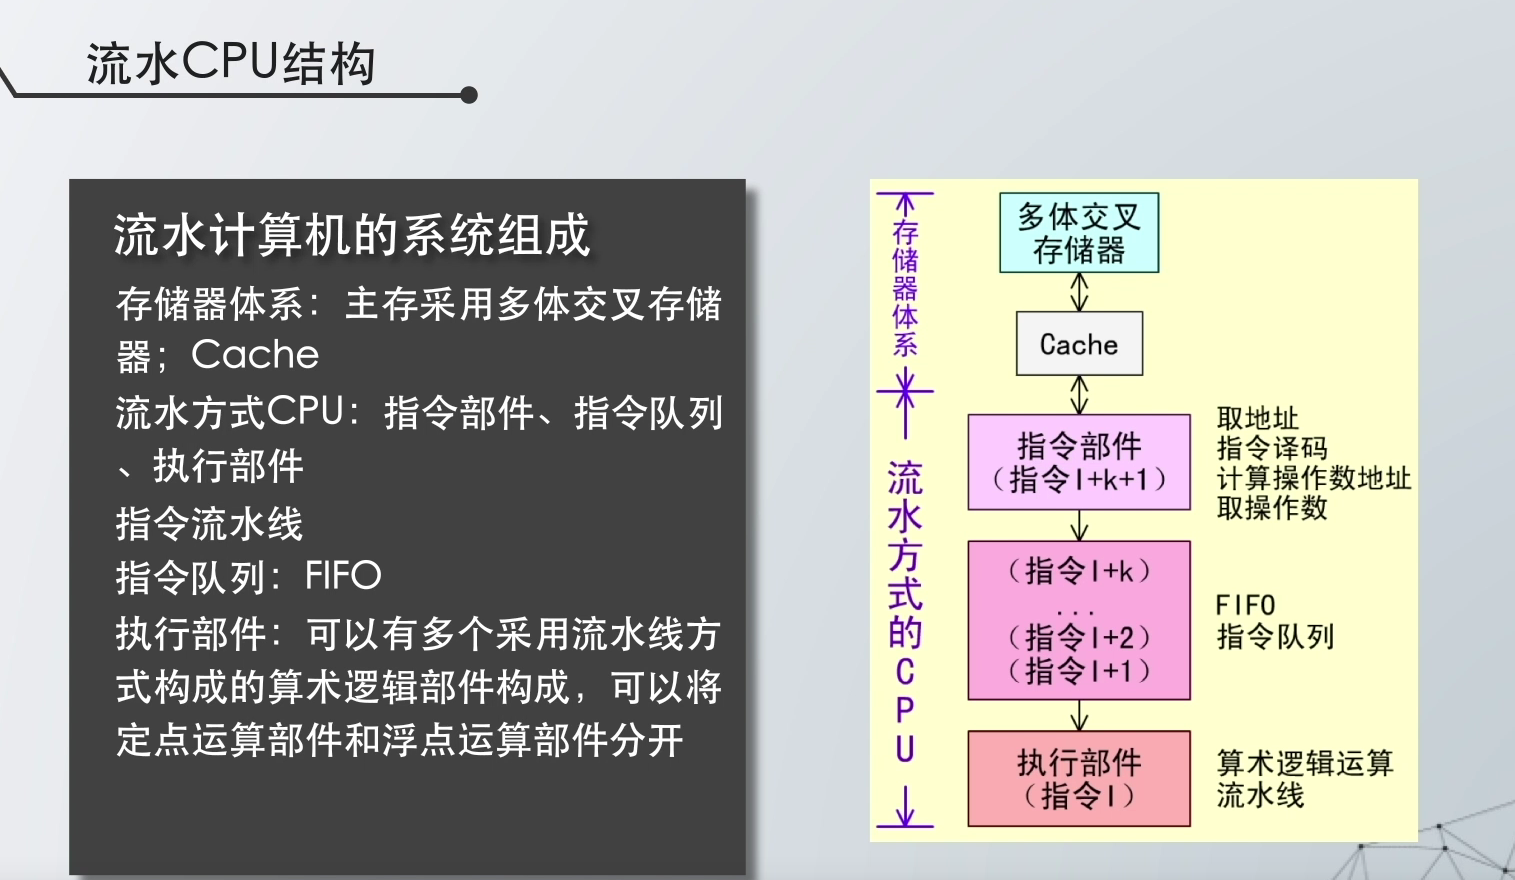 流水CPU结构
流水计算机的系统组成
存储器体系：主存采用多体交叉存储
器；Cache
流水方式CPU：指令部件、指令队列
、执行部件
指令流水线
指令队列：FIFO
执行部件：可以有多个采用流水线方
式构成的算术逻辑部件构成，可以将
定点运算部件和浮点运算部件分开
存储器体系
多体交叉
存储器
Cache
流水方式的CPU
指令部件
（指令I+k+1）
取地址
指令译码
计算操作数地址
取操作数
（指令I+k）
...
（指令I+2）
（指令I+1）
FIFO
指令队列
执行部件
（指令I）
算术逻辑运算
流水线